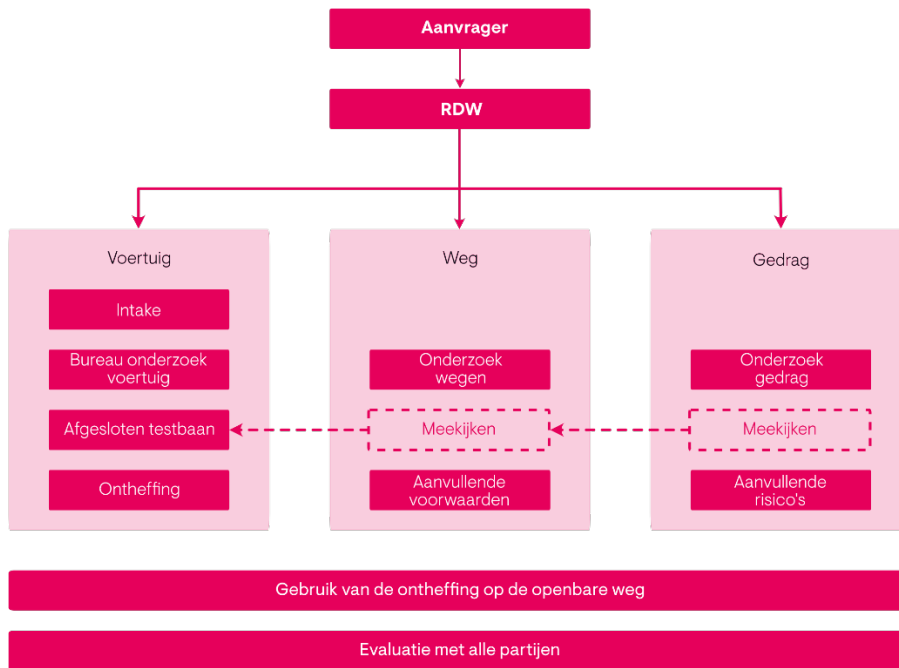 Aanvrager
RDW
Voertuig
Intake
Bureau onderzoek
voertuig
Afgesloten testbaan
Ontheffing
Weg
Onderzoek
wegen
Meekijken
Aanvullende
voorwaarden
Gedrag
Onderzoek
gedrag
Meekijken
Aanvullende
risico's
Gebruik van de ontheffing op de openbare weg
Evaluatie met alle partijen